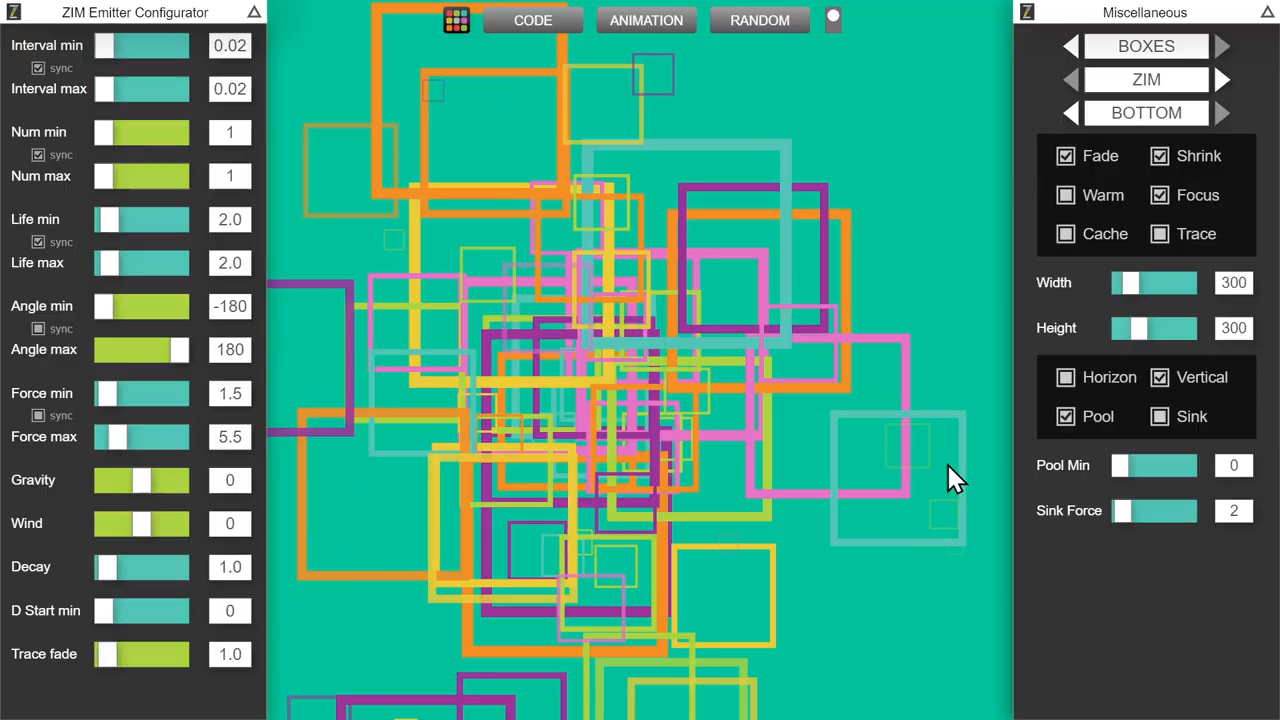 ZIM Emitter Configurator
Interval min 0.02
sync
Interval max 0.02
Num min 1
sync
Num max 1
Life min 2.0
sync
Life max 2.0
Angle min -180
sync
Angle max 180
Force min 1.5
sync
Force max 5.5
Gravity 0
Wind 0
Decay 1.0
D Start min 0
Trace fade 1.0
CODE ANIMATION RANDOM
Miscellaneous
BOXES
ZIM
BOTTOM
Fade Shrink
Warm Focus
Cache Trace
Width 300
Height 300
Horizon Vertical
Pool Sink
Pool Min 0
Sink Force 2